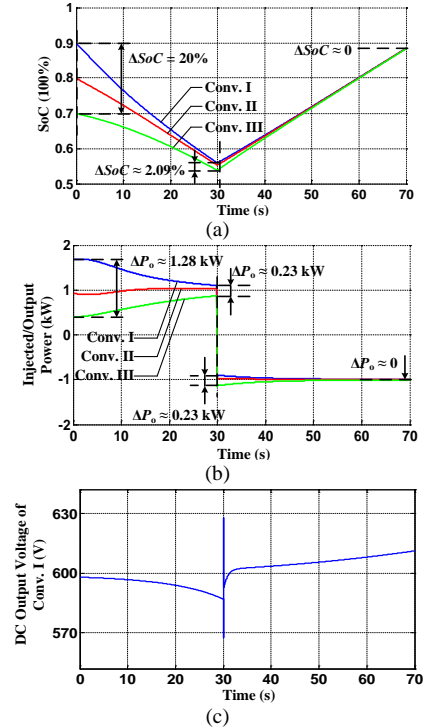 1
0.9
0.8
0.7
0.6
0.5
SoC (100%)
ΔSoC = 20%
ΔSoC ≈ 0
Conv. I
Conv. II
Conv. III
ΔSoC ≈ 2.09%
0 10 20 30 40 50 60 70
Time (s)
(a)
2
1
0
-1
-2
Injected/Output
Power (kW)
ΔPo ≈ 1.28 kW
ΔPo ≈ 0.23 kW
Conv. I
Conv. II
Conv. III
ΔPo ≈ 0
ΔPo ≈ 0.23 kW
0 10 20 30 40 50 60 70
Time (s)
(b)
630
600
570
DC Output Voltage of
Conv. I (V)
0 10 20 30 40 50 60 70
Time (s)
(c)